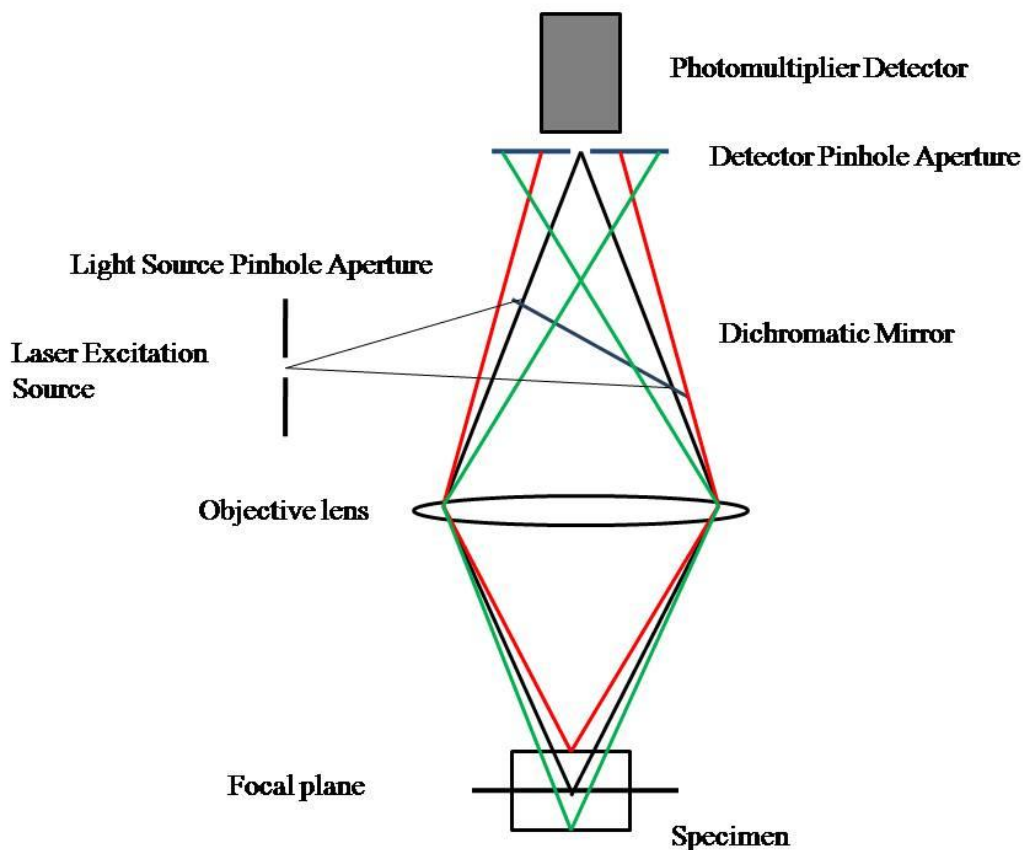 Photomultiplier Detector
Detector Pinhole Aperture
Light Source Pinhole Aperture
Dichromatic Mirror
Laser Excitation
Source
Objective lens
Focal plane
Specimen